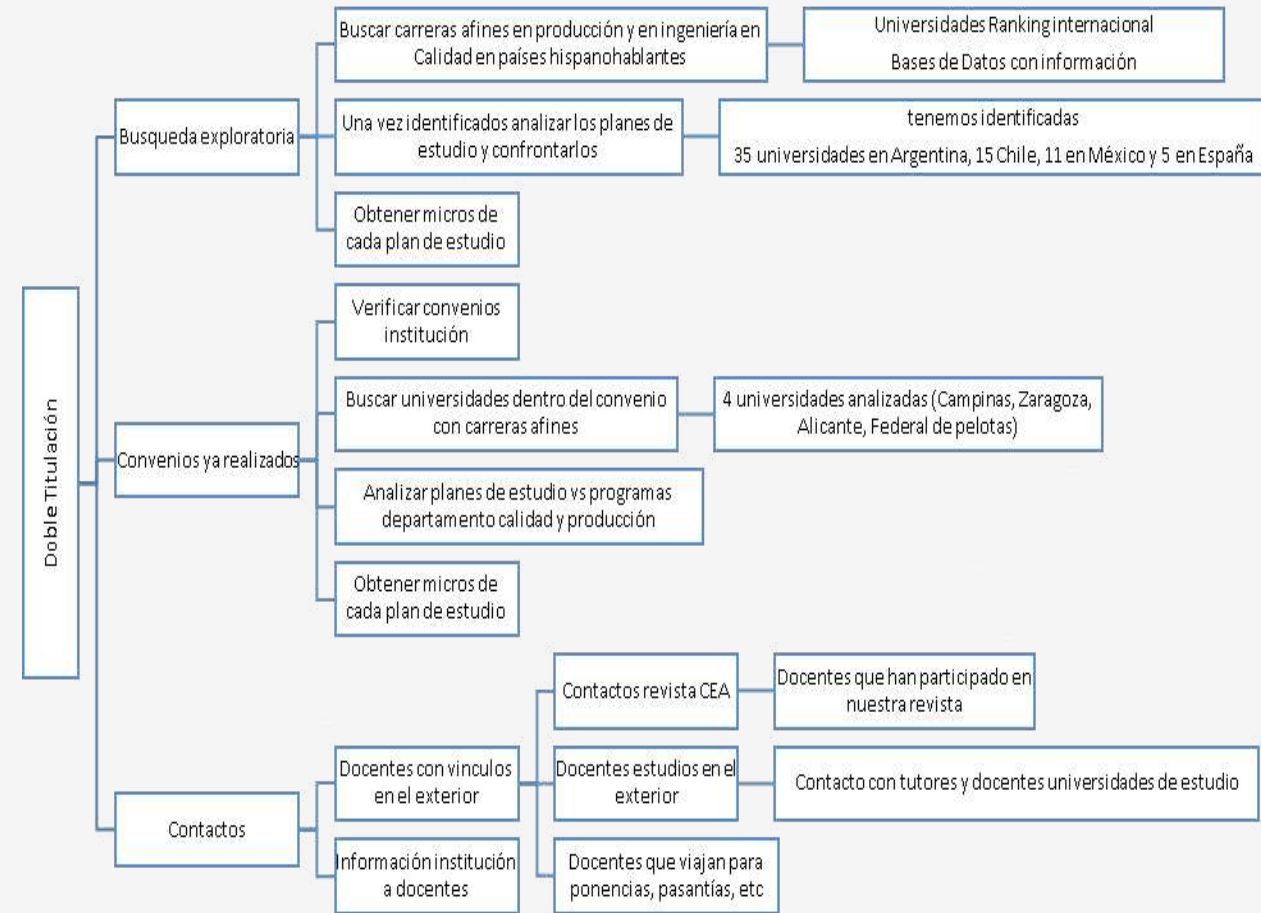 Doble Titulación
Busqueda exploratoria
Buscar carreras afines en producción y en ingeniería en
Calidad en países hispanohablantes
Universidades Ranking internacional
Bases de Datos con información
Una vez identificados analizar los planes de
estudio y confrontarlos
tenemos identificadas
35 universidades en Argentina, 15 Chile, 11 en México y 5 en España
Obtener micros de
cada plan de estudio
Convenios ya realizados
Verificar convenios
institución
Buscar universidades dentro del convenio
con carreras afines
4 universidades analizadas (Campinas, Zaragoza,
Alicante, Federal de pelotas)
Analizar planes de estudio vs programas
departamento calidad y producción
Obtener micros de
cada plan de estudio
Contactos
Docentes con vinculos
en el exterior
Contactos revista CEA
Docentes que han participado en
nuestra revista
Docentes estudios en el
exterior
Contacto con tutores y docentes universidades de estudio
Docentes que viajan para
ponencias, pasantías, etc
Información institución
a docentes